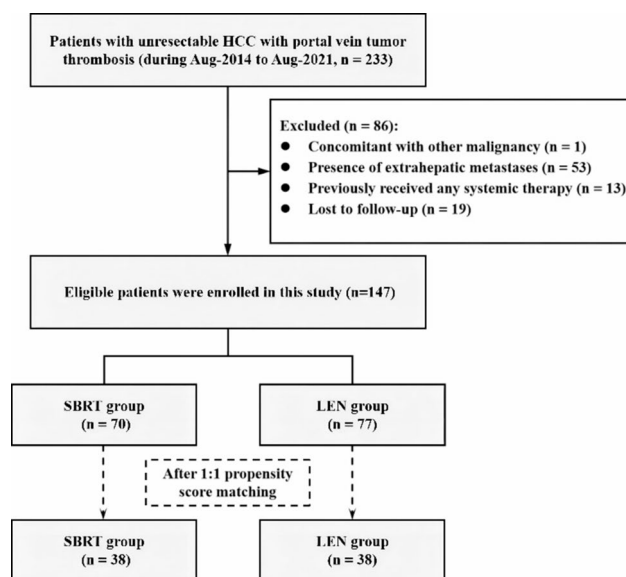 Patients with unresectable HCC with portal vein tumor
thrombosis (during Aug-2014 to Aug-2021, n = 233)
Excluded (n = 86):
● Concomitant with other malignancy (n = 1)
● Presence of extrahepatic metastases (n = 53)
● Previously received any systemic therapy (n = 13)
● Lost to follow-up (n = 19)
Eligible patients were enrolled in this study (n=147)
SBRT group
(n = 70)
LEN group
(n = 77)
After 1:1 propensity
score matching
SBRT group
(n = 38)
LEN group
(n = 38)